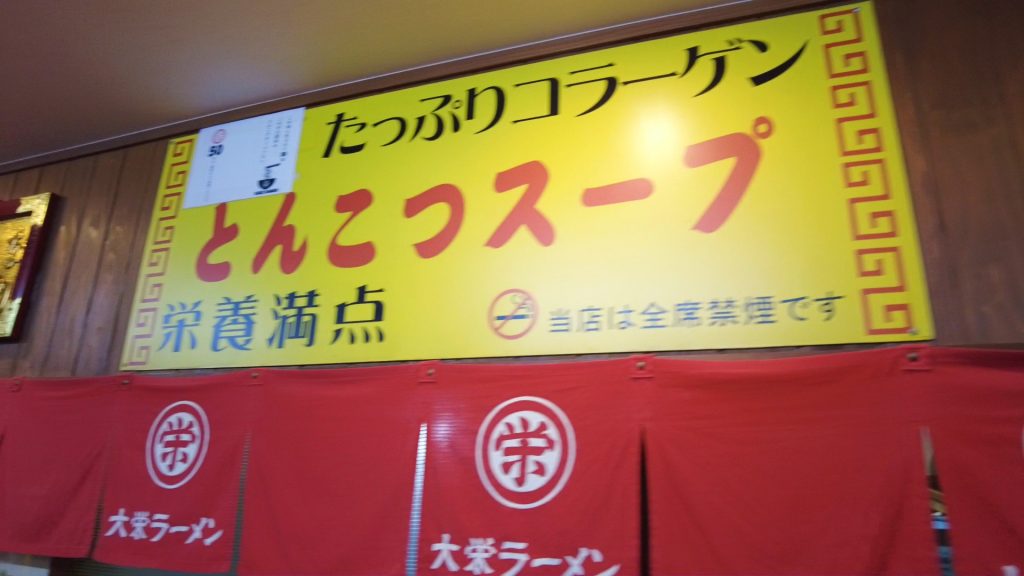 たっぷりコラーゲン
50
とんこつスープ
栄養満点
当店は全席禁煙です
栄
大栄ラーメン
栄
大栄ラーメン